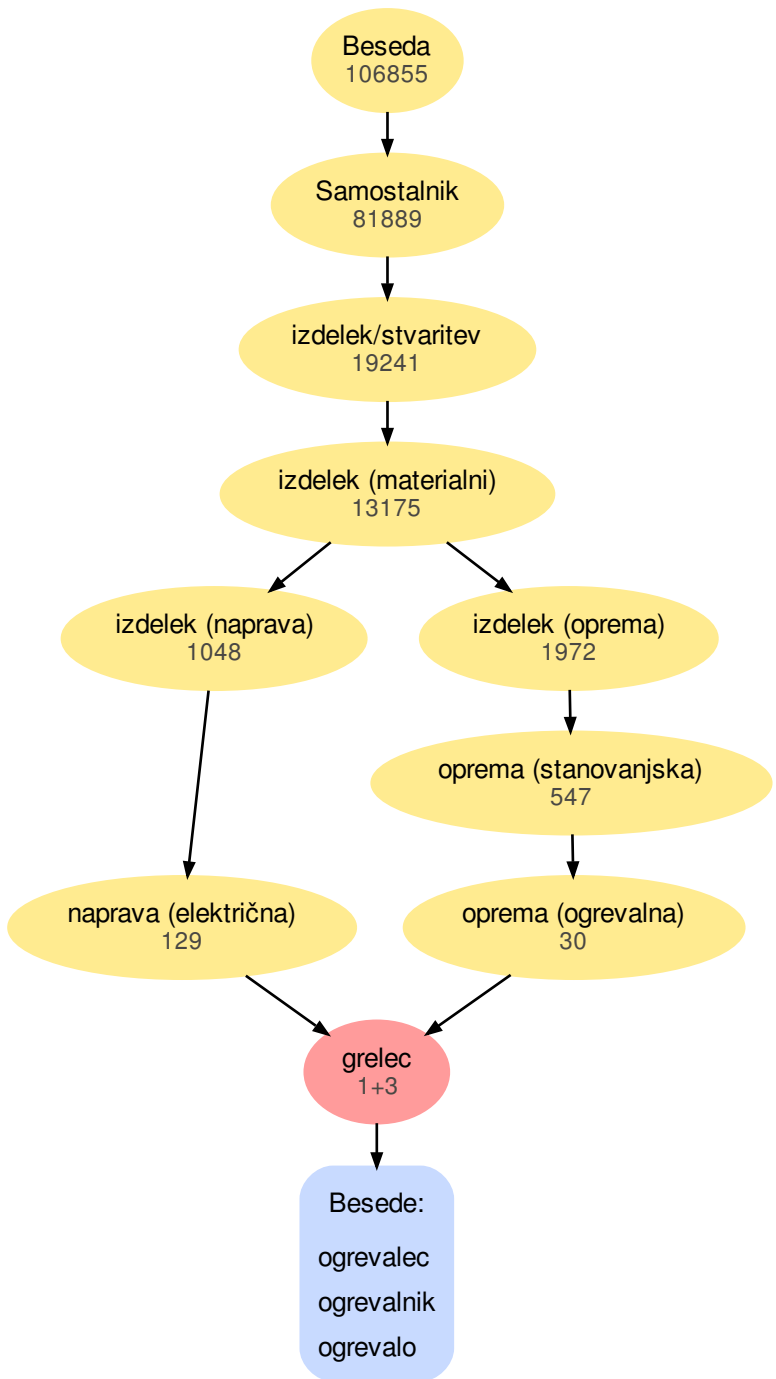 Beseda
106855
Samostalnik
81889
izdelek/stvaritev
19241
izdelek (materialni)
13175
izdelek (naprava)
1048
izdelek (oprema)
1972
oprema (stanovanjska)
547
naprava (električna)
129
oprema (ogrevalna)
30
grelec
1+3
Besede:
ogrevalec
ogrevalnik
ogrevalo